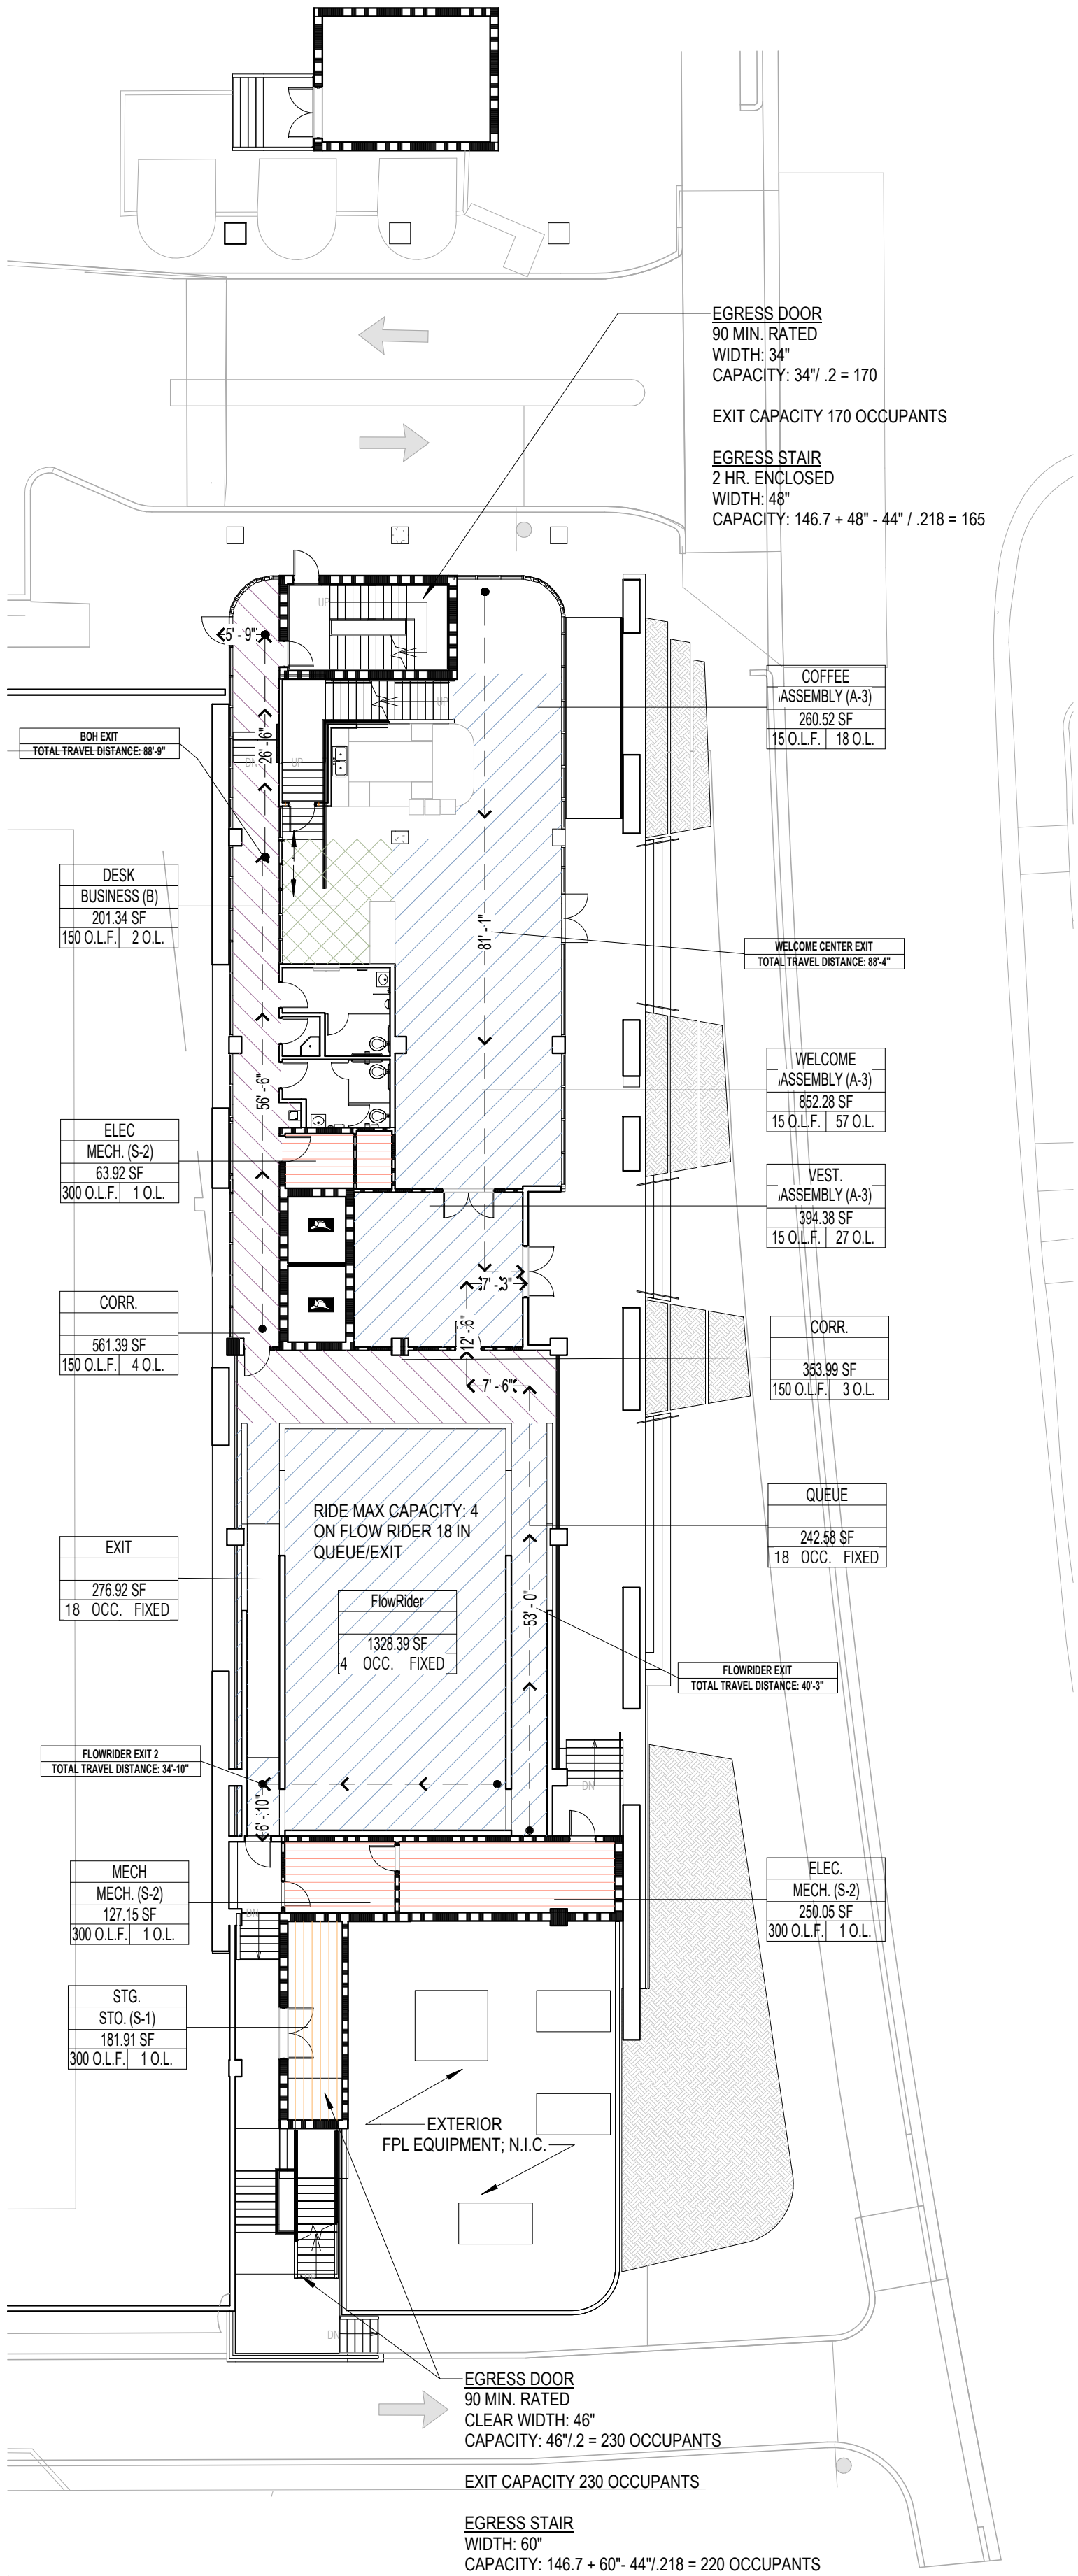 EGRESS DOOR
90 MIN. RATED
WIDTH: 34"
CAPACITY: 34"/ .2 = 170
EXIT CAPACITY 170 OCCUPANTS
EGRESS STAIR
2 HR. ENCLOSED
WIDTH: 48"
CAPACITY: 146.7 + 48" - 44" / .218 = 165
UP
5' - 9"
UP
COFFEE
ASSEMBLY (A-3)
260.52 SF
15 O.L.F. 18 O.L.
BOH EXIT
TOTAL TRAVEL DISTANCE: 88'-9"
26' - 6"
DN
UP
DESK
BUSINESS (B)
201.34 SF
150 O.L.F. 2 O.L.
81' - 1"
WELCOME CENTER EXIT
TOTAL TRAVEL DISTANCE: 88'-4"
WELCOME
ASSEMBLY (A-3)
852.28 SF
15 O.L.F. 57 O.L.
56' - 6"
ELEC
MECH. (S-2)
63.92 SF
300 O.L.F. 1 O.L.
VEST.
ASSEMBLY (A-3)
394.38 SF
15 O.L.F. 27 O.L.
7' - 3"
CORR.
561.39 SF
150 O.L.F. 4 O.L.
12' - 6"
CORR.
353.99 SF
150 O.L.F. 3 O.L.
7' - 6"
QUEUE
242.58 SF
18 OCC. FIXED
RIDE MAX CAPACITY: 4
ON FLOW RIDER 18 IN
QUEUE/EXIT
EXIT
276.92 SF
18 OCC. FIXED
FlowRider
1328.39 SF
4 OCC. FIXED
53' - 0"
FLOWRIDER EXIT
TOTAL TRAVEL DISTANCE: 40'-3"
FLOWRIDER EXIT 2
TOTAL TRAVEL DISTANCE: 34'-10"
DN
6' - 10"
MECH
MECH. (S-2)
127.15 SF
300 O.L.F. 1 O.L.
ELEC.
MECH. (S-2)
250.05 SF
300 O.L.F. 1 O.L.
DN
STG.
STO. (S-1)
181.91 SF
300 O.L.F. 1 O.L.
EXTERIOR
FPL EQUIPMENT; N.I.C.
DN
EGRESS DOOR
90 MIN. RATED
CLEAR WIDTH: 46"
CAPACITY: 46"/.2 = 230 OCCUPANTS
EXIT CAPACITY 230 OCCUPANTS
EGRESS STAIR
WIDTH: 60"
CAPACITY: 146.7 + 60"- 44"/.218 = 220 OCCUPANTS